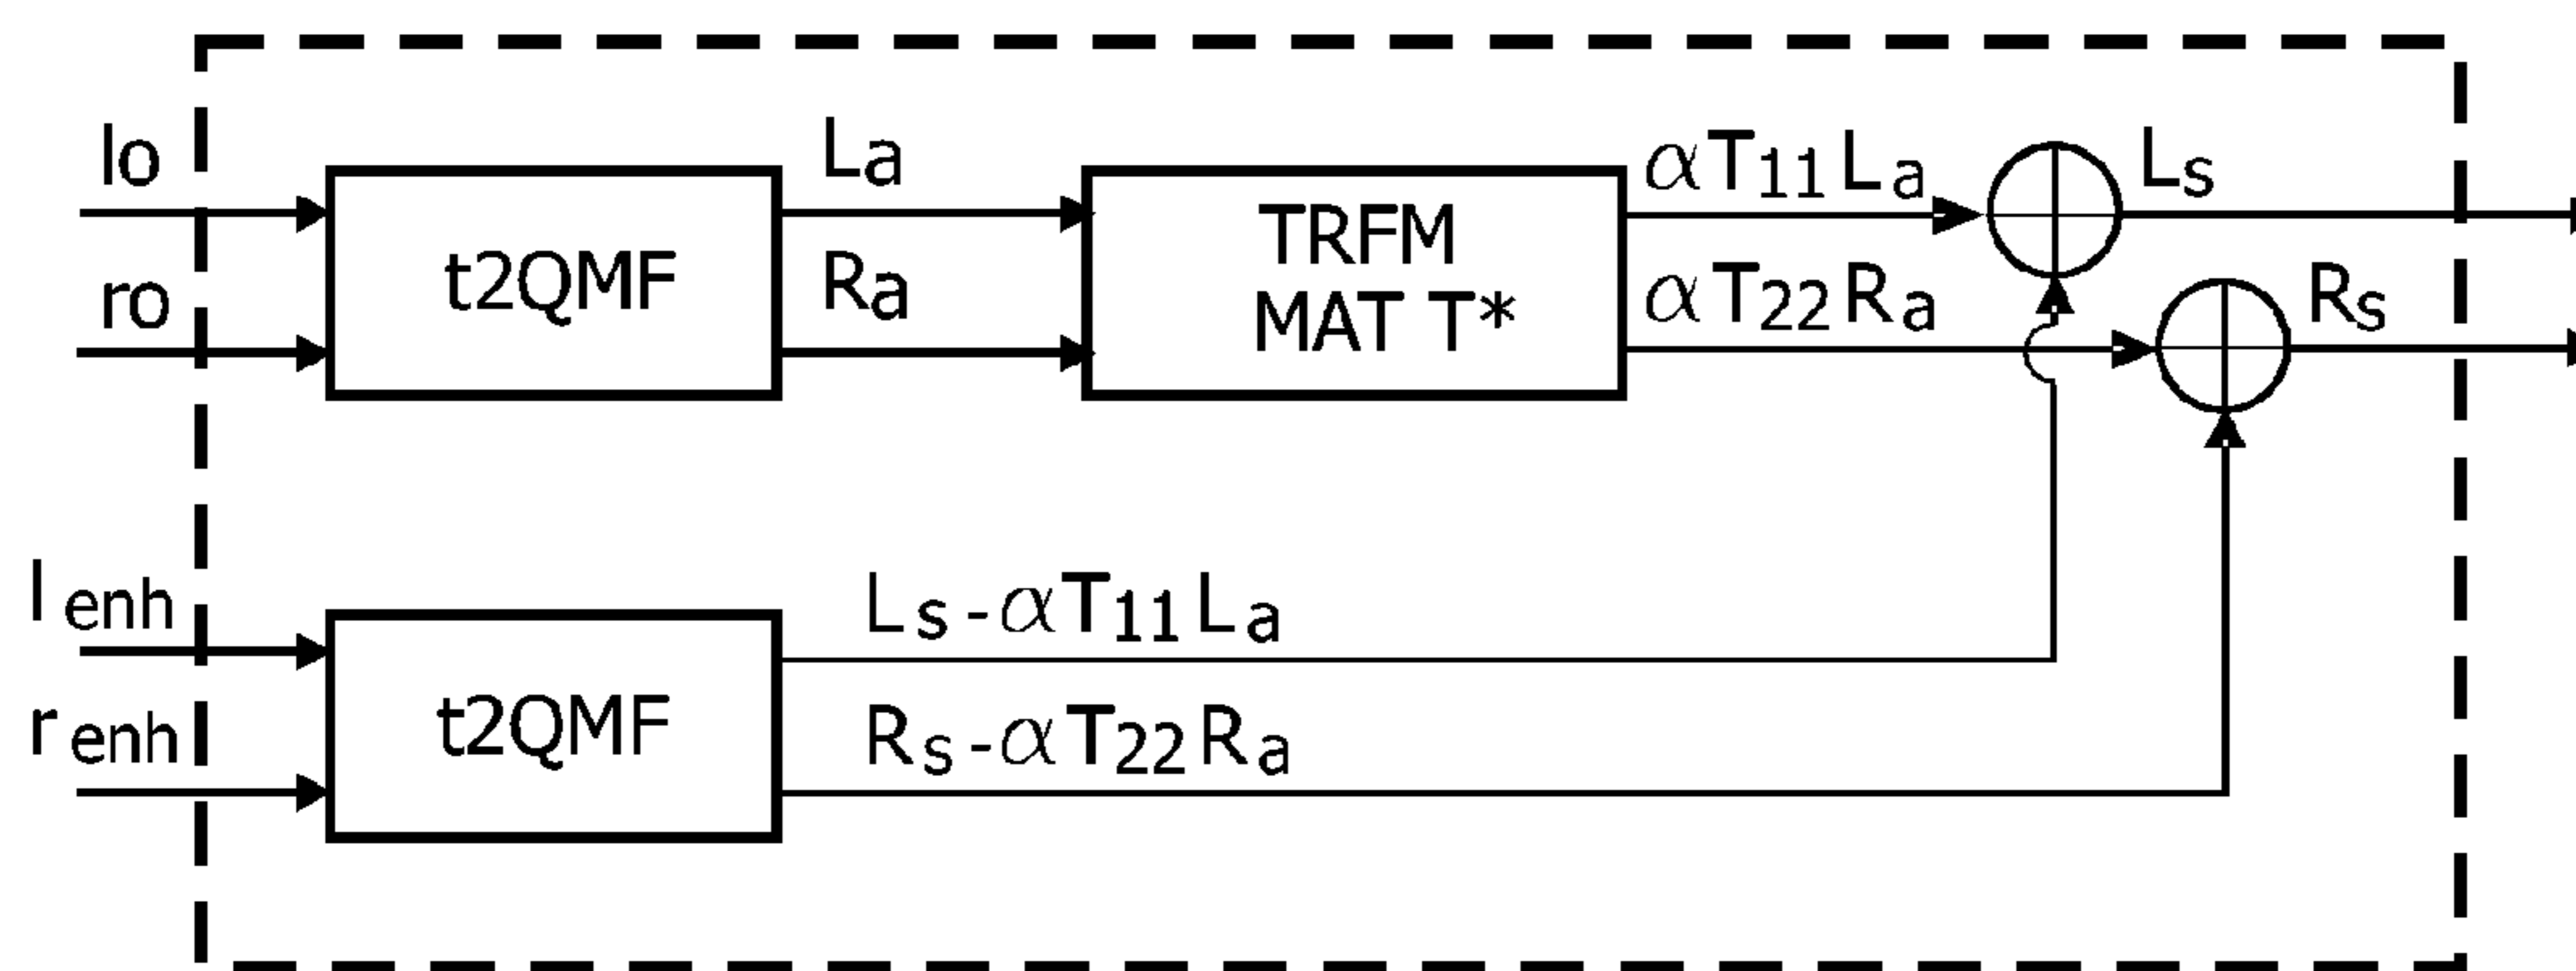 lo
ro
t2QMF
La
Ra
TRFM
MAT T*
αT11La
αT22Ra
Ls
Rs
lenh
renh
t2QMF
Ls-αT11La
Rs-αT22Ra